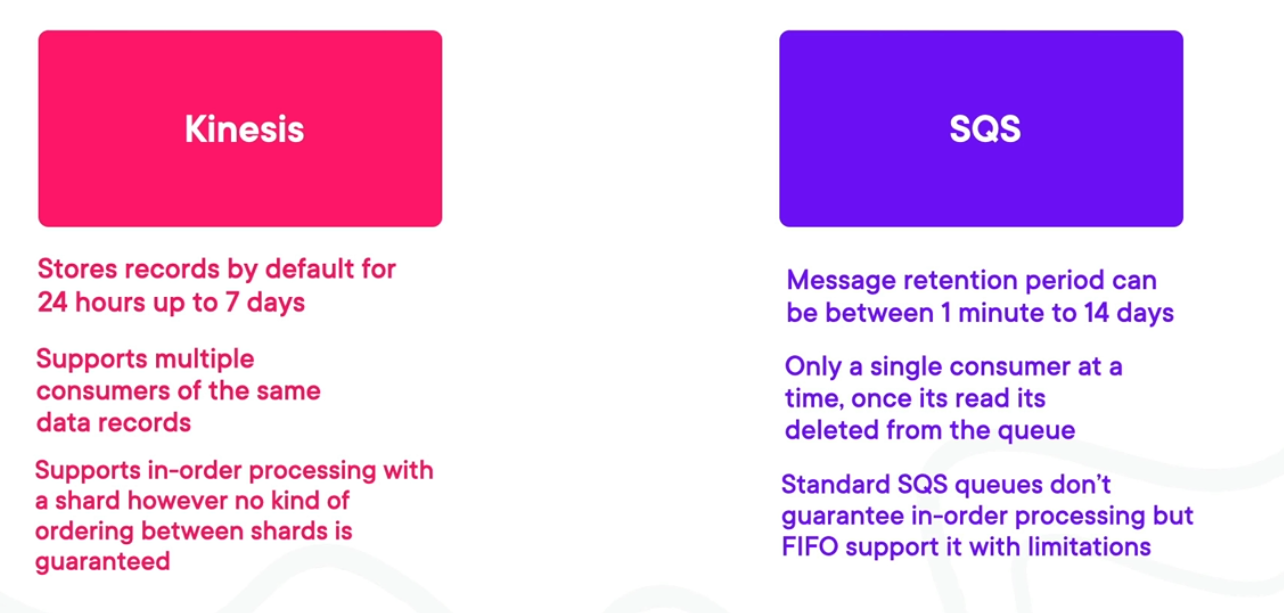 Kinesis
Stores records by default for
24 hours up to 7 days
Supports multiple
consumers of the same
data records
Supports in-order processing with
a shard however no kind of
ordering between shards is
guaranteed
SQS
Message retention period can
be between 1 minute to 14 days
Only a single consumer at a
time, once its read its
deleted from the queue
Standard SQS queues don't
guarantee in-order processing but
FIFO support it with limitations